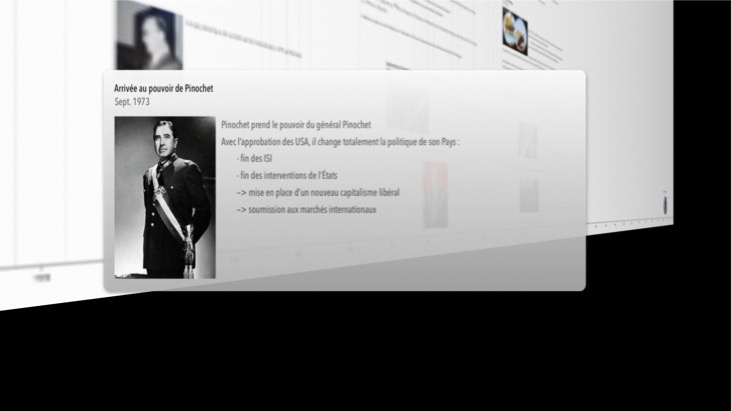 Arrivée au pouvoir de Pinochet
Sept. 1973
Pinochet prend le pouvoir du général Pinochet
Avec l'approbation des USA, il change totalement la politique de son Pays :
- fin des ISI
- fin des interventions de l'États
–> mise en place d'un nouveau capitalisme libéral
–> soumission aux marchés internationaux